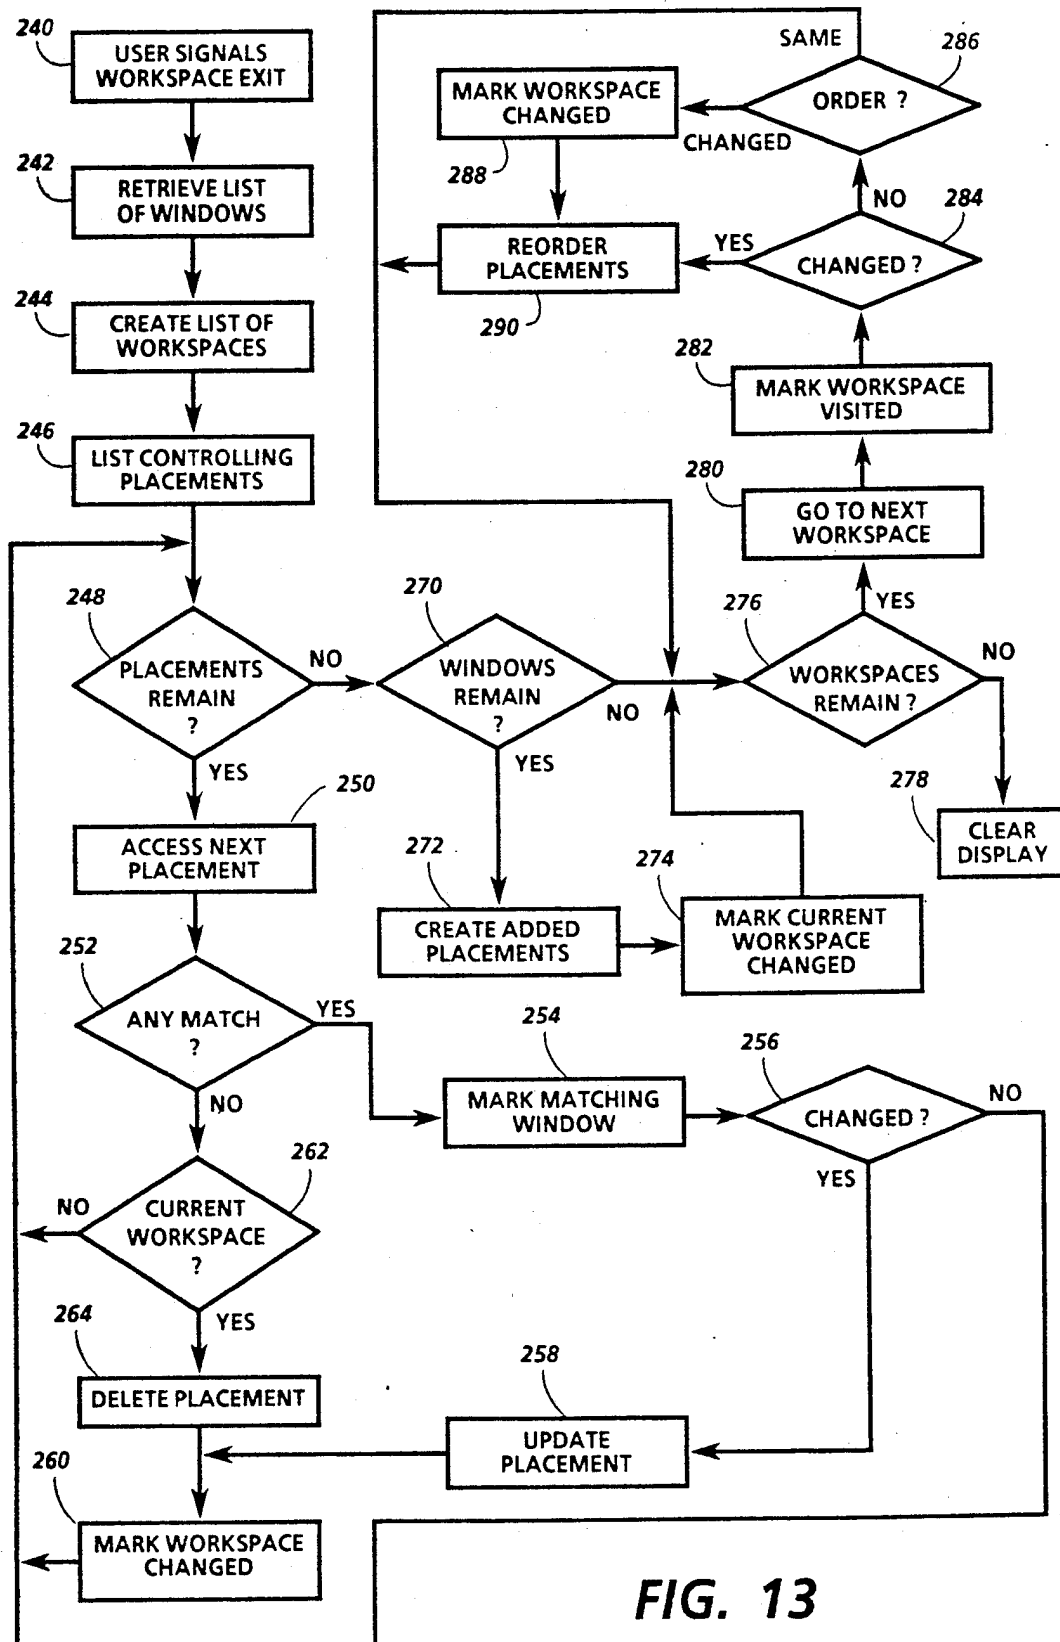 240
USER SIGNALS
WORKSPACE EXIT
242
RETRIEVE LIST
OF WINDOWS
244
CREATE LIST OF
WORKSPACES
246
LIST CONTROLLING
PLACEMENTS
248
PLACEMENTS
REMAIN
?
NO
YES
250
ACCESS NEXT
PLACEMENT
252
ANY MATCH
?
YES
NO
254
MARK MATCHING
WINDOW
256
CHANGED ?
NO
YES
258
UPDATE
PLACEMENT
262
CURRENT
WORKSPACE
?
NO
YES
264
DELETE PLACEMENT
260
MARK WORKSPACE
CHANGED
270
WINDOWS
REMAIN
?
NO
YES
272
CREATE ADDED
PLACEMENTS
274
MARK CURRENT
WORKSPACE
CHANGED
276
WORKSPACES
REMAIN ?
NO
YES
278
CLEAR
DISPLAY
280
GO TO NEXT
WORKSPACE
282
MARK WORKSPACE
VISITED
284
CHANGED ?
YES
NO
286
ORDER ?
SAME
CHANGED
288
MARK WORKSPACE
CHANGED
290
REORDER
PLACEMENTS
FIG. 13